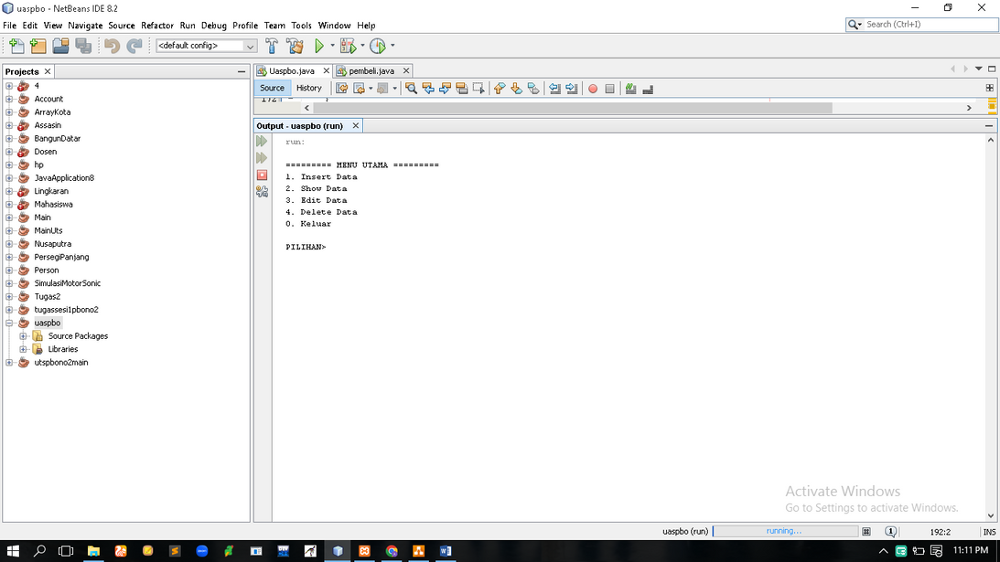 uaspbo - NetBeans IDE 8.2
File Edit View Navigate Source Refactor Run Debug Profile Team Tools Window Help
Search (Ctrl+I)
<default config>
Projects
4
Account
ArrayKota
Assasin
BangunDatar
Dosen
hp
JavaApplication8
Lingkaran
Mahasiswa
Main
MainUts
Nusaputra
PersegiPanjang
Person
SimulasiMotorSonic
Tugas2
tugassesi1pbono2
uaspbo
Source Packages
Libraries
utspbono2main
Uaspbo.java
pembeli.java
Source History
Output - uaspbo (run)
run:
========= MENU UTAMA =========
1. Insert Data
2. Show Data
3. Edit Data
4. Delete Data
0. Keluar
PILIHAN>
Activate Windows
Go to Settings to activate Windows.
uaspbo (run)
running...
1
192:2
INS
11:11 PM